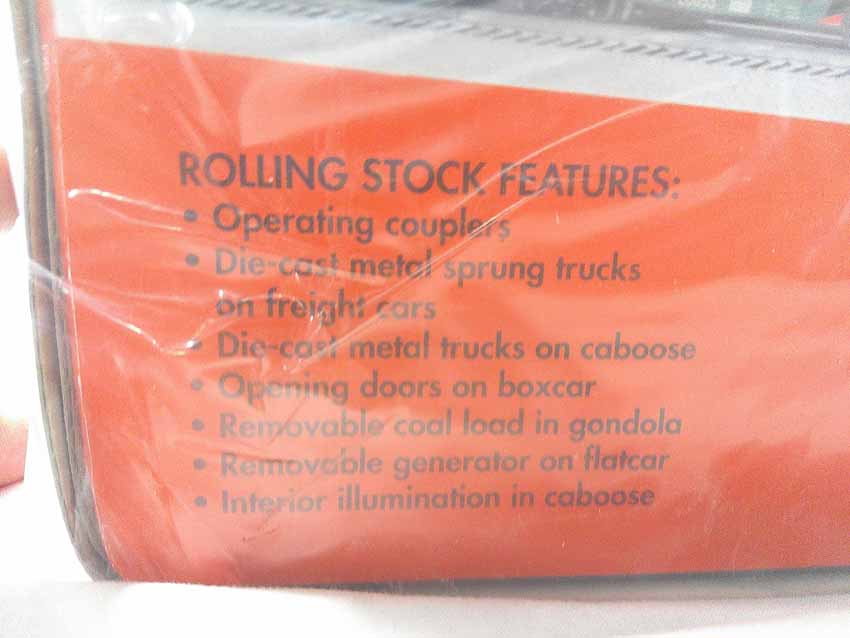 ROLLING STOCK FEATURES:
• Operating couplers
• Die-cast metal sprung trucks
on freight cars
• Die-cast metal trucks on caboose
• Opening doors on boxcar
• Removable coal load in gondola
• Removable generator on flatcar
• Interior illumination in caboose